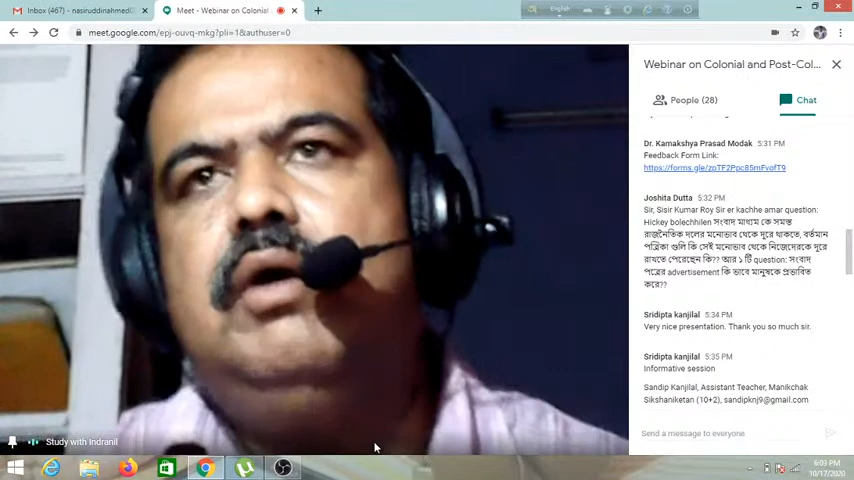 Inbox (467) - nasiruddinahmed
Meet - Webinar on Colonial
English
meet.google.com/epj-ouvq-mkg?pli=1&authuser=0
Webinar on Colonial and Post-Col...
People (28)
Chat
Dr. Kamakshya Prasad Modak 5:31 PM
Feedback Form Link:
https://forms.gle/zpTF2Ppc85mFvofT9
Joshita Dutta 5:32 PM
Sir, Sisir Kumar Roy Sir er kachhe amar question:
Hickey bolechhilen সংবাদ মাধ্যম কে সমস্ত
রাজনৈতিক দলের মনোভাব থেকে দূরে থাকতে, বর্তমান
পত্রিকা গুলি কি সেই মনোভাব থেকে নিজেদেরকে দূরে
রাখতে পেরেছেন কি?? আর ১ টি question: সংবাদ
পত্রের advertisement কি ভাবে মানুষকে প্রভাবিত
করে??
Sridipta kanjilal 5:34 PM
Very nice presentation. Thank you so much sir.
Sridipta kanjilal 5:35 PM
Informative session
Sandip Kanjilal, Assistant Teacher, Manikchak
Sikshaniketan (10+2), sandipknj9@gmail.com
Study with Indranil
Send a message to everyone
6:03 PM
10/17/2020